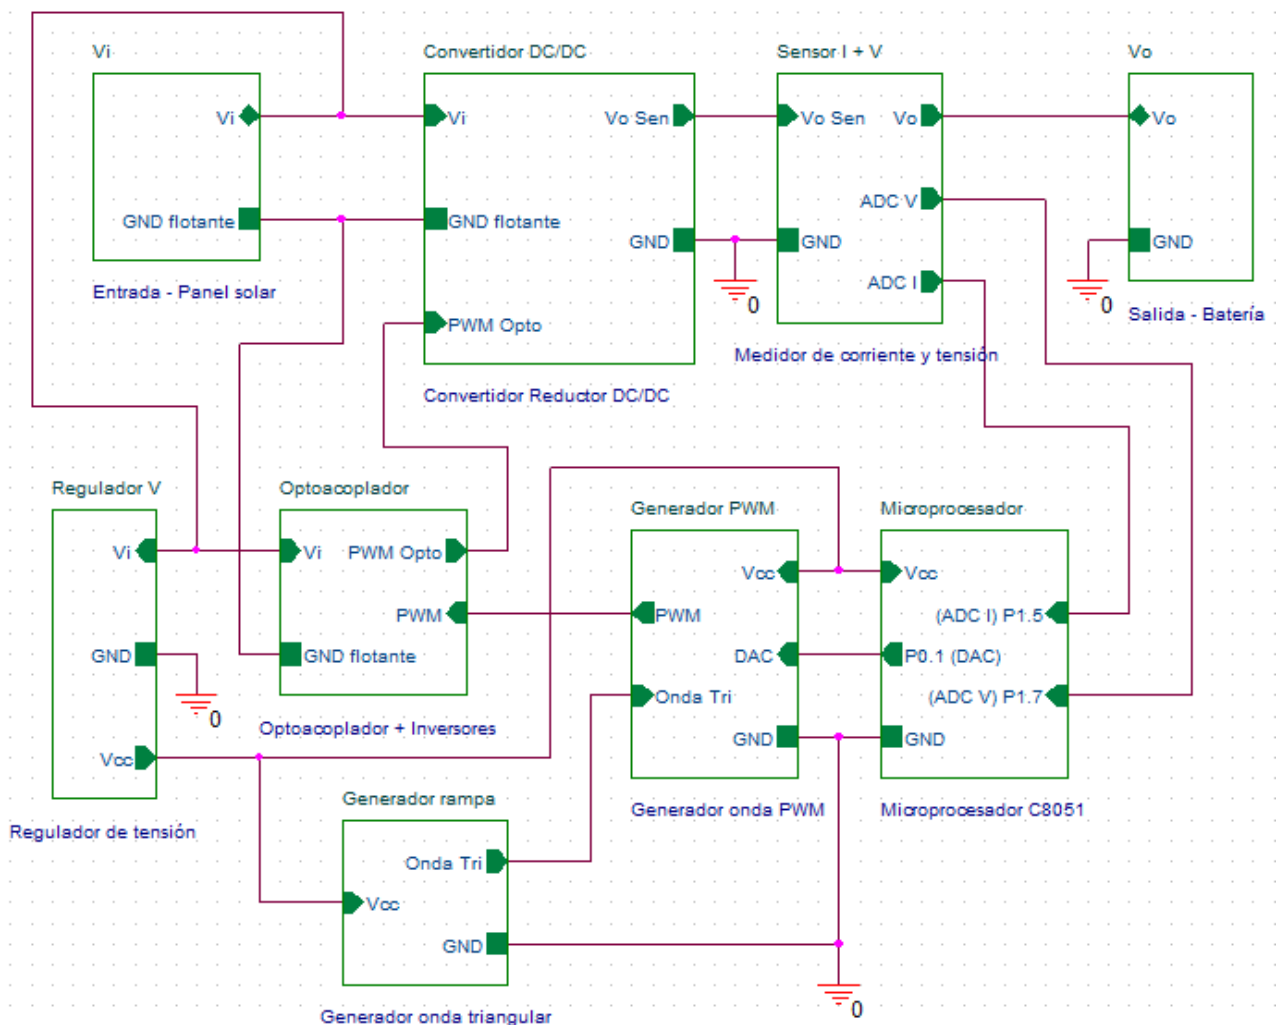 Vi
Vi
GND flotante
Entrada - Panel solar
Convertidor DC/DC
Vi
Vo Sen
GND flotante
GND
PWM Opto
Convertidor Reductor DC/DC
Sensor I + V
Vo Sen
Vo
ADC V
GND
ADC I
Medidor de corriente y tensión
0
Vo
Vo
GND
0
Salida - Batería
Regulador V
Vi
GND
0
Vcc
Regulador de tensión
Optoacoplador
Vi
PWM Opto
PWM
GND flotante
Optoacoplador + Inversores
Generador PWM
Vcc
PWM
DAC
Onda Tri
GND
Generador onda PWM
Microprocesador
Vcc
(ADC I) P1.5
P0.1 (DAC)
(ADC V) P1.7
GND
Microprocesador C8051
Generador rampa
Onda Tri
Vcc
GND
0
Generador onda triangular